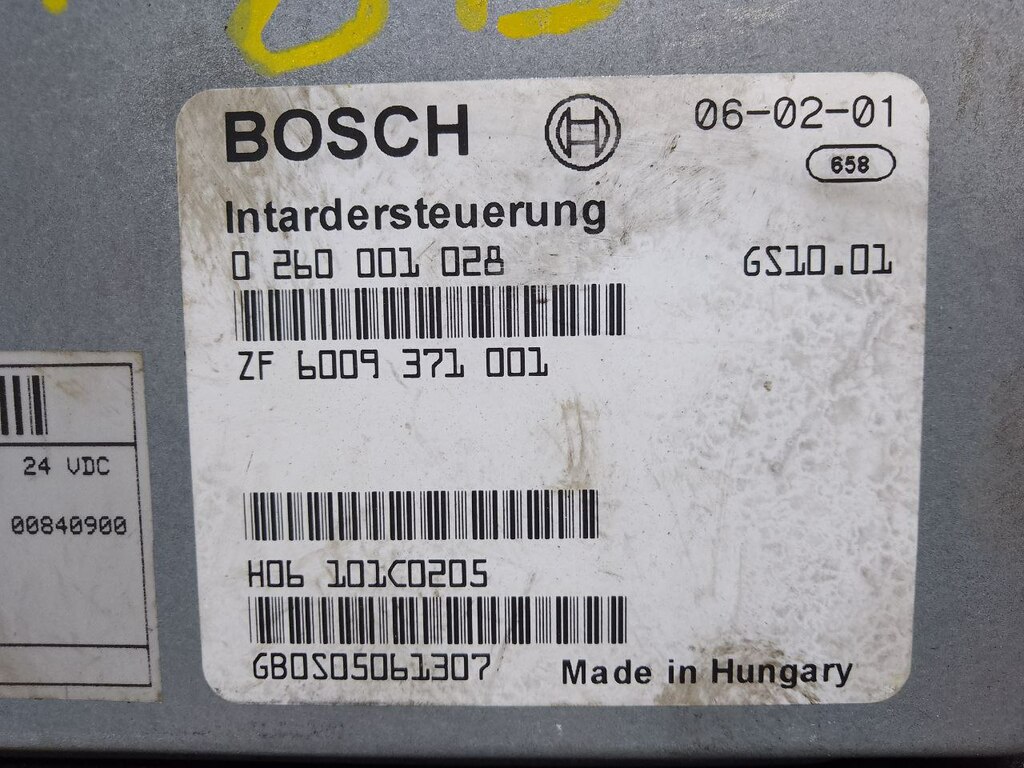 BOSCH 06-02-01
658
Intardersteuerung
0 260 001 028 GS10.01
ZF 6009 371 001
H06 101C0205
GB0S05061307 Made in Hungary
24 VDC
00840900